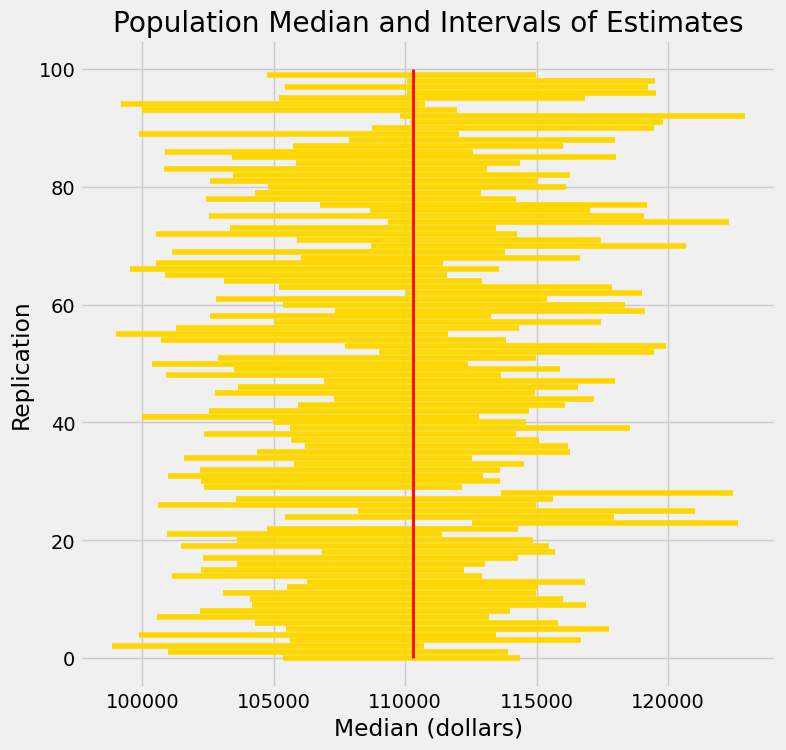 Population Median and Intervals of Estimates
100
80
60
40
20
0
Replication
100000 105000 110000 115000 120000
Median (dollars)